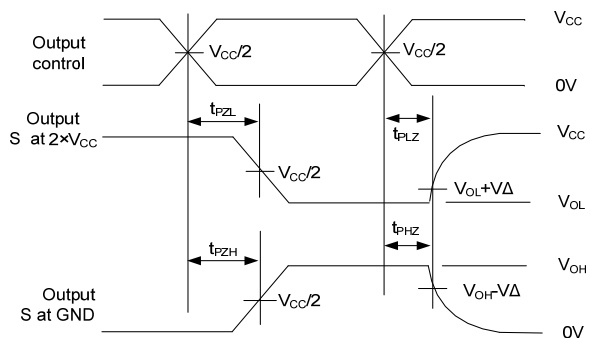 V_CC
Output
control
V_CC/2
V_CC/2
0V
Output
S at 2×V_CC
t_PZL
t_PLZ
V_CC
V_CC/2
V_OL+VΔ
V_OL
t_PZH
t_PHZ
V_OH
Output
S at GND
V_CC/2
V_OH-VΔ
0V